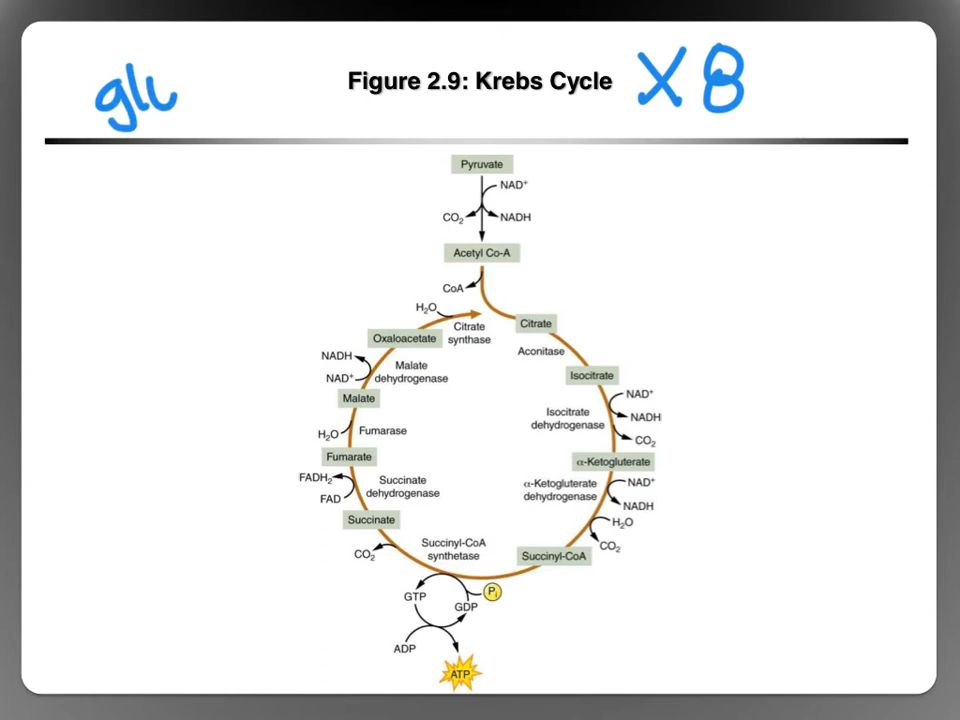 glu
Figure 2.9: Krebs Cycle
X8
Pyruvate
NAD⁺
CO₂
NADH
Acetyl Co-A
CoA
H₂O
Citrate synthase
Citrate
Oxaloacetate
Aconitase
NADH
Malate dehydrogenase
NAD⁺
Isocitrate
Malate
NAD⁺
Isocitrate dehydrogenase
NADH
CO₂
H₂O
Fumarase
Fumarate
α-Ketogluterate
FADH₂
Succinate dehydrogenase
FAD
α-Ketogluterate dehydrogenase
NAD⁺
NADH
Succinate
H₂O
CO₂
CO₂
Succinyl-CoA synthetase
Succinyl-CoA
GTP
GDP
Pᵢ
ADP
ATP